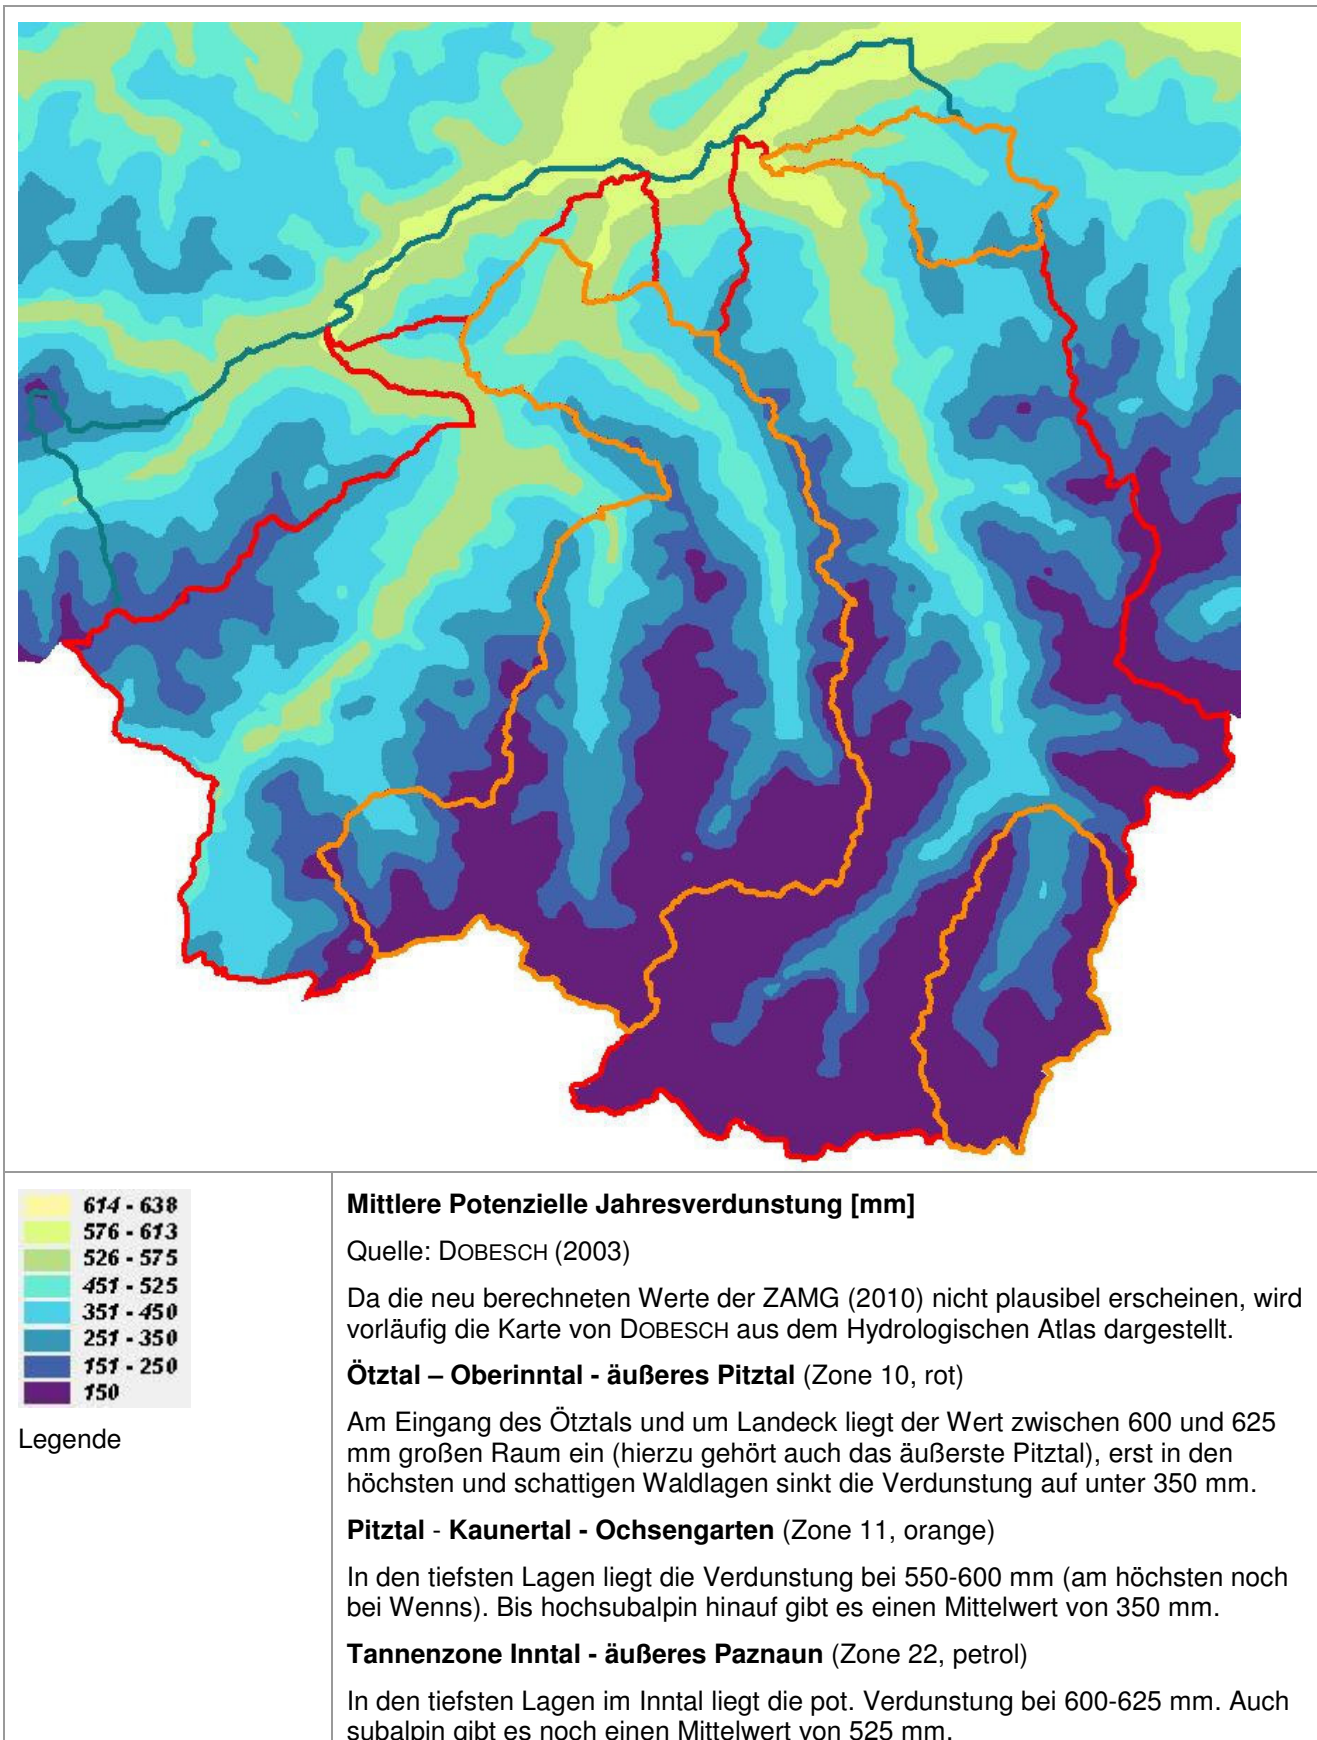 614 - 638
576 - 613
526 - 575
451 - 525
351 - 450
251 - 350
151 - 250
150
Legende
Mittlere Potenzielle Jahresverdunstung [mm]
Quelle: DOBESCH (2003)
Da die neu berechneten Werte der ZAMG (2010) nicht plausibel erscheinen, wird
vorläufig die Karte von DOBESCH aus dem Hydrologischen Atlas dargestellt.
Ötztal – Oberinntal - äußeres Pitztal (Zone 10, rot)
Am Eingang des Ötztals und um Landeck liegt der Wert zwischen 600 und 625
mm großen Raum ein (hierzu gehört auch das äußerste Pitztal), erst in den
höchsten und schattigen Waldlagen sinkt die Verdunstung auf unter 350 mm.
Pitztal - Kaunertal - Ochsengarten (Zone 11, orange)
In den tiefsten Lagen liegt die Verdunstung bei 550-600 mm (am höchsten noch
bei Wenns). Bis hochsubalpin hinauf gibt es einen Mittelwert von 350 mm.
Tannenzone Inntal - äußeres Paznaun (Zone 22, petrol)
In den tiefsten Lagen im Inntal liegt die pot. Verdunstung bei 600-625 mm. Auch
subalpin gibt es noch einen Mittelwert von 525 mm.